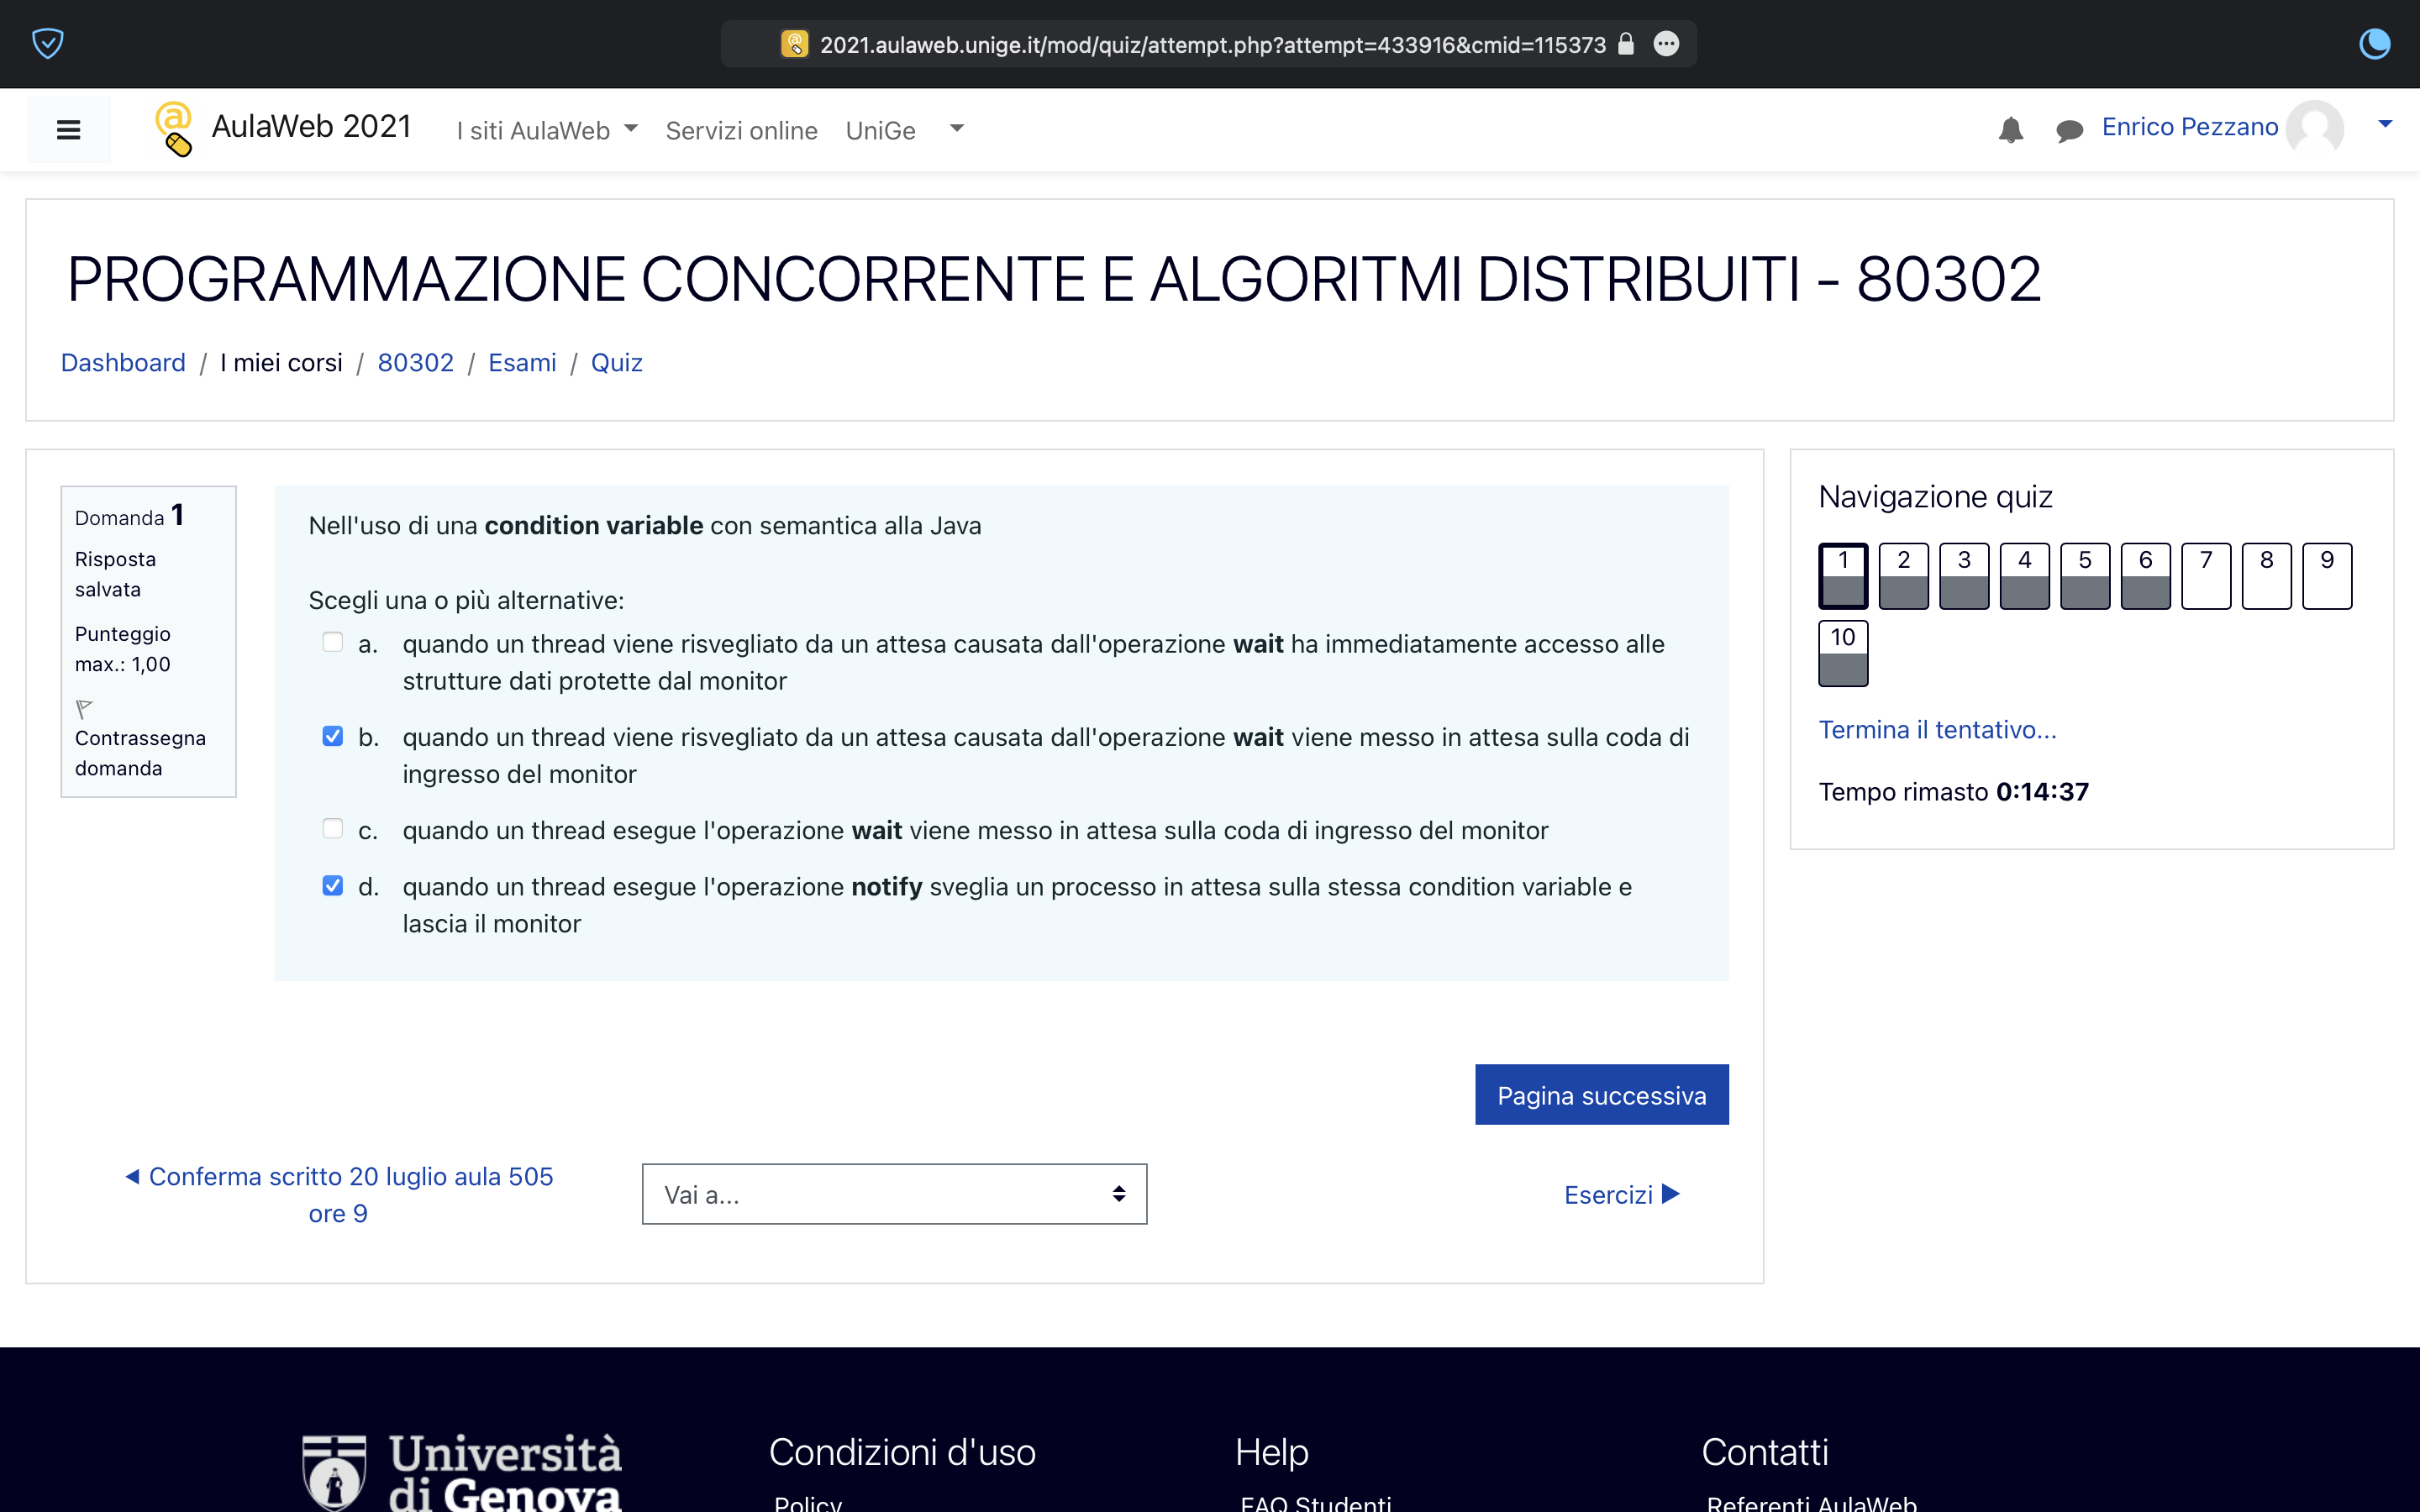 2021.aulaweb.unige.it/mod/quiz/attempt.php?attempt=433916&cmid=115373
AulaWeb 2021
I siti AulaWeb
Servizi online
UniGe
Enrico Pezzano
PROGRAMMAZIONE CONCORRENTE E ALGORITMI DISTRIBUITI - 80302
Dashboard / I miei corsi / 80302 / Esami / Quiz
Domanda 1
Risposta
salvata
Punteggio
max.: 1,00
Contrassegna
domanda
Nell'uso di una condition variable con semantica alla Java
Scegli una o più alternative:
a. quando un thread viene risvegliato da un attesa causata dall'operazione wait ha immediatamente accesso alle
strutture dati protette dal monitor
b. quando un thread viene risvegliato da un attesa causata dall'operazione wait viene messo in attesa sulla coda di
ingresso del monitor
c. quando un thread esegue l'operazione wait viene messo in attesa sulla coda di ingresso del monitor
d. quando un thread esegue l'operazione notify sveglia un processo in attesa sulla stessa condition variable e
lascia il monitor
Pagina successiva
◄ Conferma scritto 20 luglio aula 505
ore 9
Vai a...
Esercizi ►
Navigazione quiz
1 2 3 4 5 6 7 8 9
10
Termina il tentativo...
Tempo rimasto 0:14:37
Università
di Genova
Condizioni d'uso
Policy
Help
FAQ Studenti
Contatti
Referenti AulaWeb